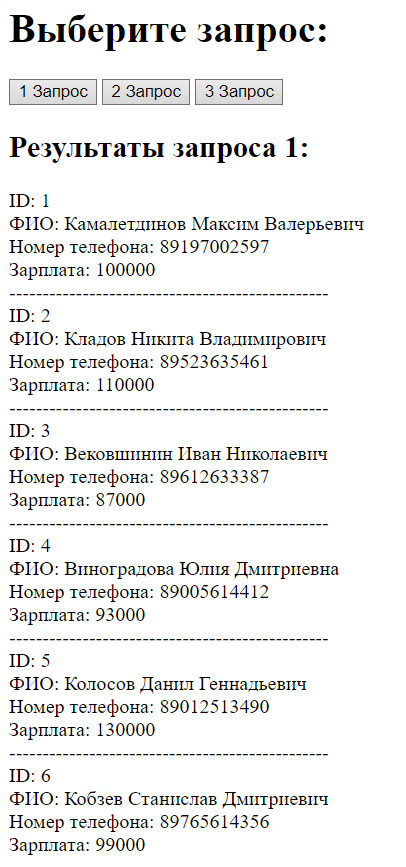 Выберите запрос:
1 Запрос 2 Запрос 3 Запрос
Результаты запроса 1:
ID: 1
ФИО: Камалетдинов Максим Валерьевич
Номер телефона: 89197002597
Зарплата: 100000
------------------------------------------------
ID: 2
ФИО: Кладов Никита Владимирович
Номер телефона: 89523635461
Зарплата: 110000
------------------------------------------------
ID: 3
ФИО: Вековшинин Иван Николаевич
Номер телефона: 89612633387
Зарплата: 87000
------------------------------------------------
ID: 4
ФИО: Виноградова Юлия Дмитриевна
Номер телефона: 89005614412
Зарплата: 93000
------------------------------------------------
ID: 5
ФИО: Колосов Данил Геннадьевич
Номер телефона: 89012513490
Зарплата: 130000
------------------------------------------------
ID: 6
ФИО: Кобзев Станислав Дмитриевич
Номер телефона: 89765614356
Зарплата: 99000